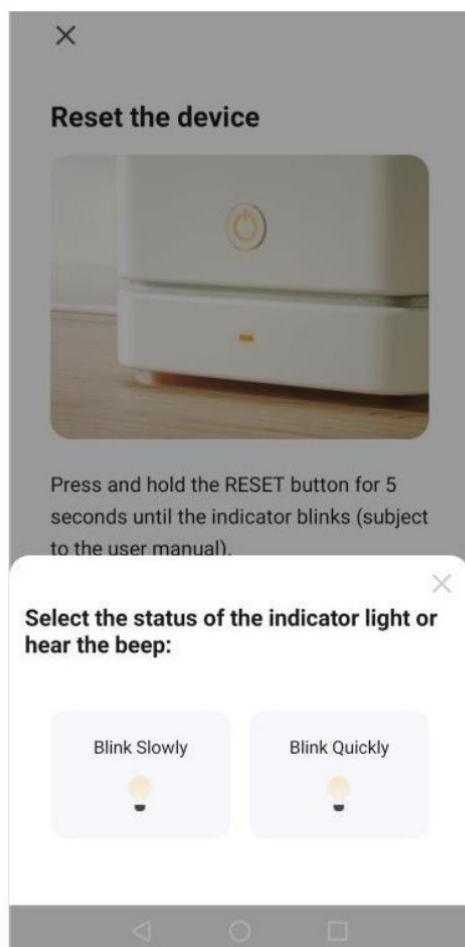 Reset the device
Press and hold the RESET button for 5
seconds until the indicator blinks (subject
to the user manual).
Select the status of the indicator light or
hear the beep:
Blink Slowly
Blink Quickly